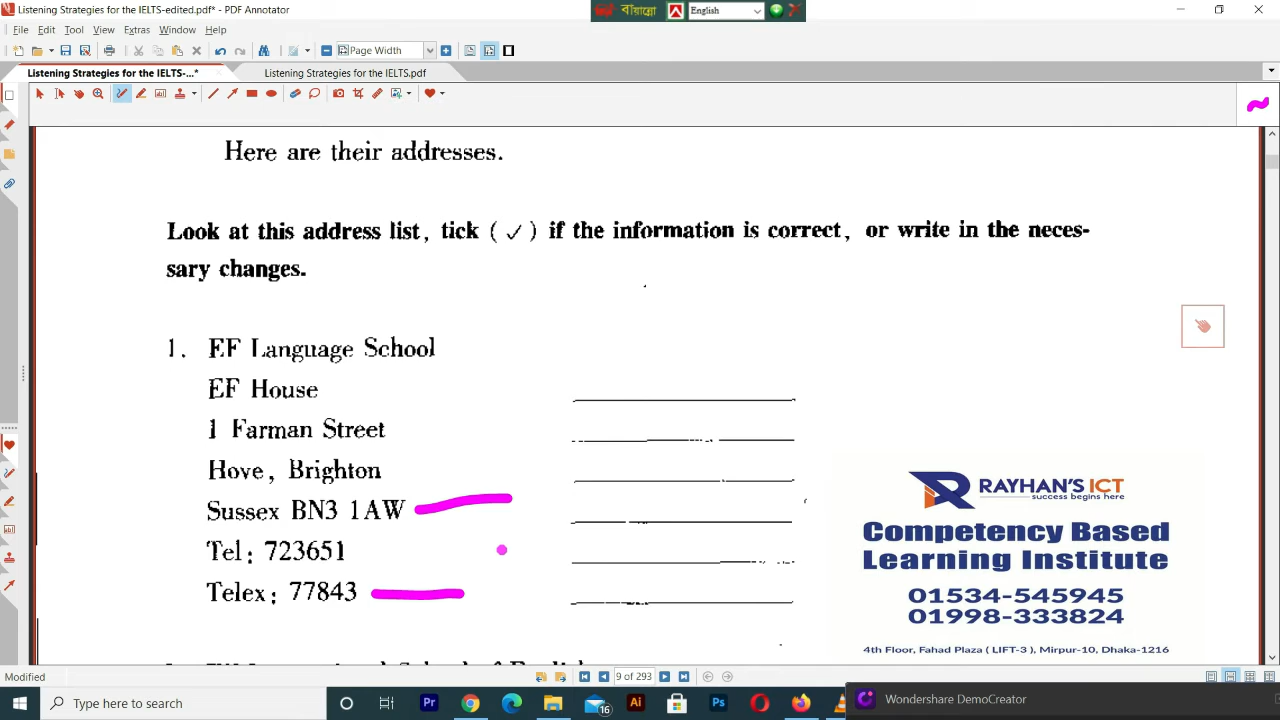 Listening Strategies for the IELTS-edited.pdf* - PDF Annotator
বায়ান্নো English
File Edit View Tool Extras Window Help
Page Width
Listening Strategies for the IELTS-...* Listening Strategies for the IELTS.pdf
Here are their addresses.
Look at this address list, tick ( ✓ ) if the information is correct, or write in the neces-
sary changes.
1. EF Language School
EF House
1 Farman Street
Hove, Brighton
Sussex BN3 1AW
Tel: 723651
Telex: 77843
RAYHAN'S ICT
success begins here
Competency Based
Learning Institute
01534-545945
01998-333824
4th Floor, Fahad Plaza ( LIFT-3 ), Mirpur-10, Dhaka-1216
Modified 9 of 293
Type here to search
Pr 16 Ai Ps
Wondershare DemoCreator